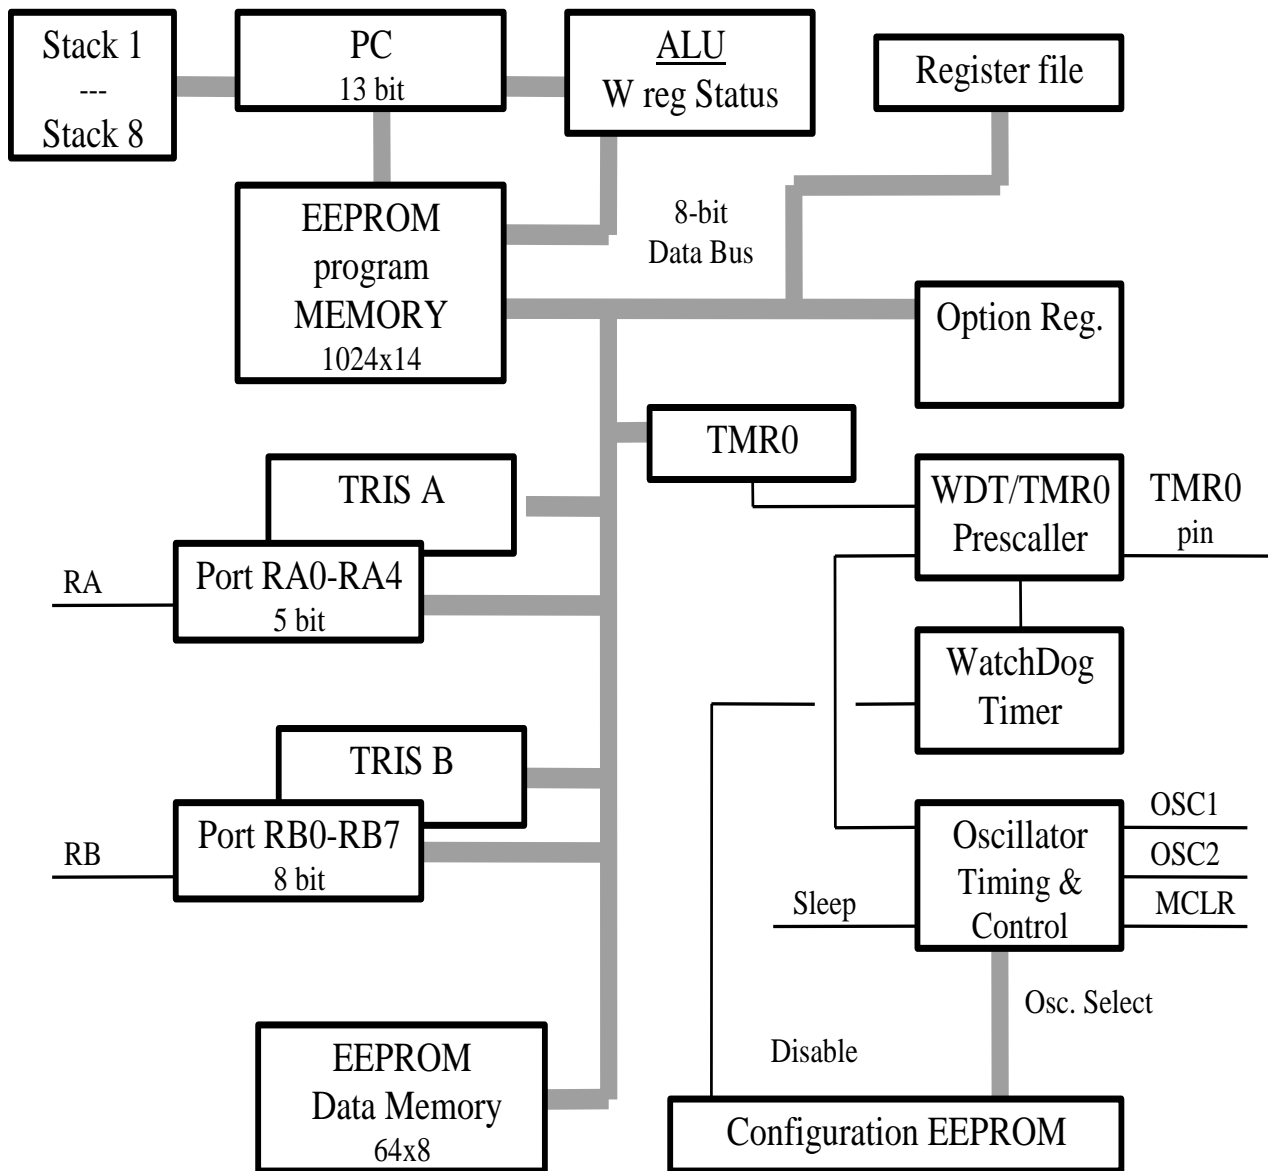 Stack 1
---
Stack 8
PC
13 bit
ALU
W reg Status
Register file
EEPROM
program
MEMORY
1024x14
8-bit
Data Bus
Option Reg.
TMR0
TRIS A
Port RA0-RA4
5 bit
RA
WDT/TMR0
Prescaller
TMR0
pin
WatchDog
Timer
TRIS B
Port RB0-RB7
8 bit
RB
Oscillator
Timing &
Control
OSC1
OSC2
MCLR
Sleep
Osc. Select
Disable
EEPROM
Data Memory
64x8
Configuration EEPROM